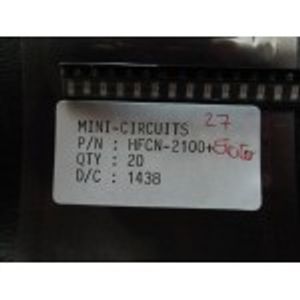 MINI-CIRCUITS 27
P/N : HFCN-2100+
QTY : 20
D/C : 1438